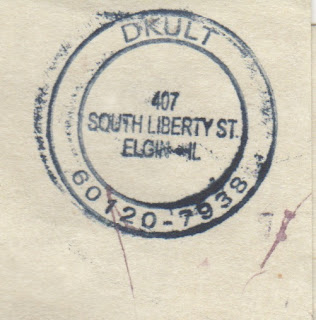 DKULT
407
SOUTH LIBERTY ST.
ELGIN IL
60120-7938